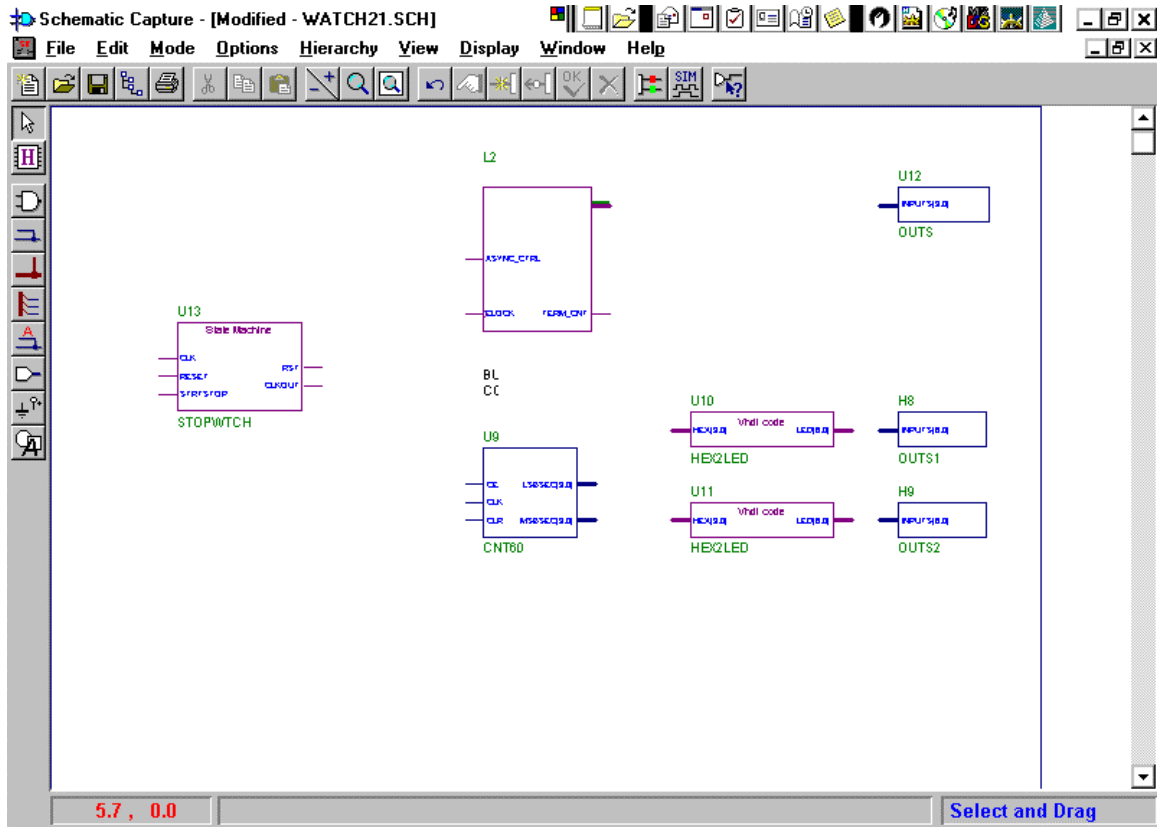 Schematic Capture - [Modified - WATCH21.SCH]
File Edit Mode Options Hierarchy View Display Window Help
OK
SIM
H
A
A
L2
ASYNC_CTRL
CLOCK TERM_CNT
U12
INPUTS[3:0]
OUTS
U13
State Machine
CLK
RESET
STRTSTOP
RST
CLKOUT
STOPWTCH
BL
CC
U9
CE LSBSEC[3:0]
CLK
CLR MSBSEC[3:0]
CNT60
U10
HEX[3:0] Vhdl code LED[6:0]
HEX2LED
H8
INPUTS[6:0]
OUTS1
U11
HEX[3:0] Vhdl code LED[6:0]
HEX2LED
H9
INPUTS[6:0]
OUTS2
5.7 , 0.0
Select and Drag